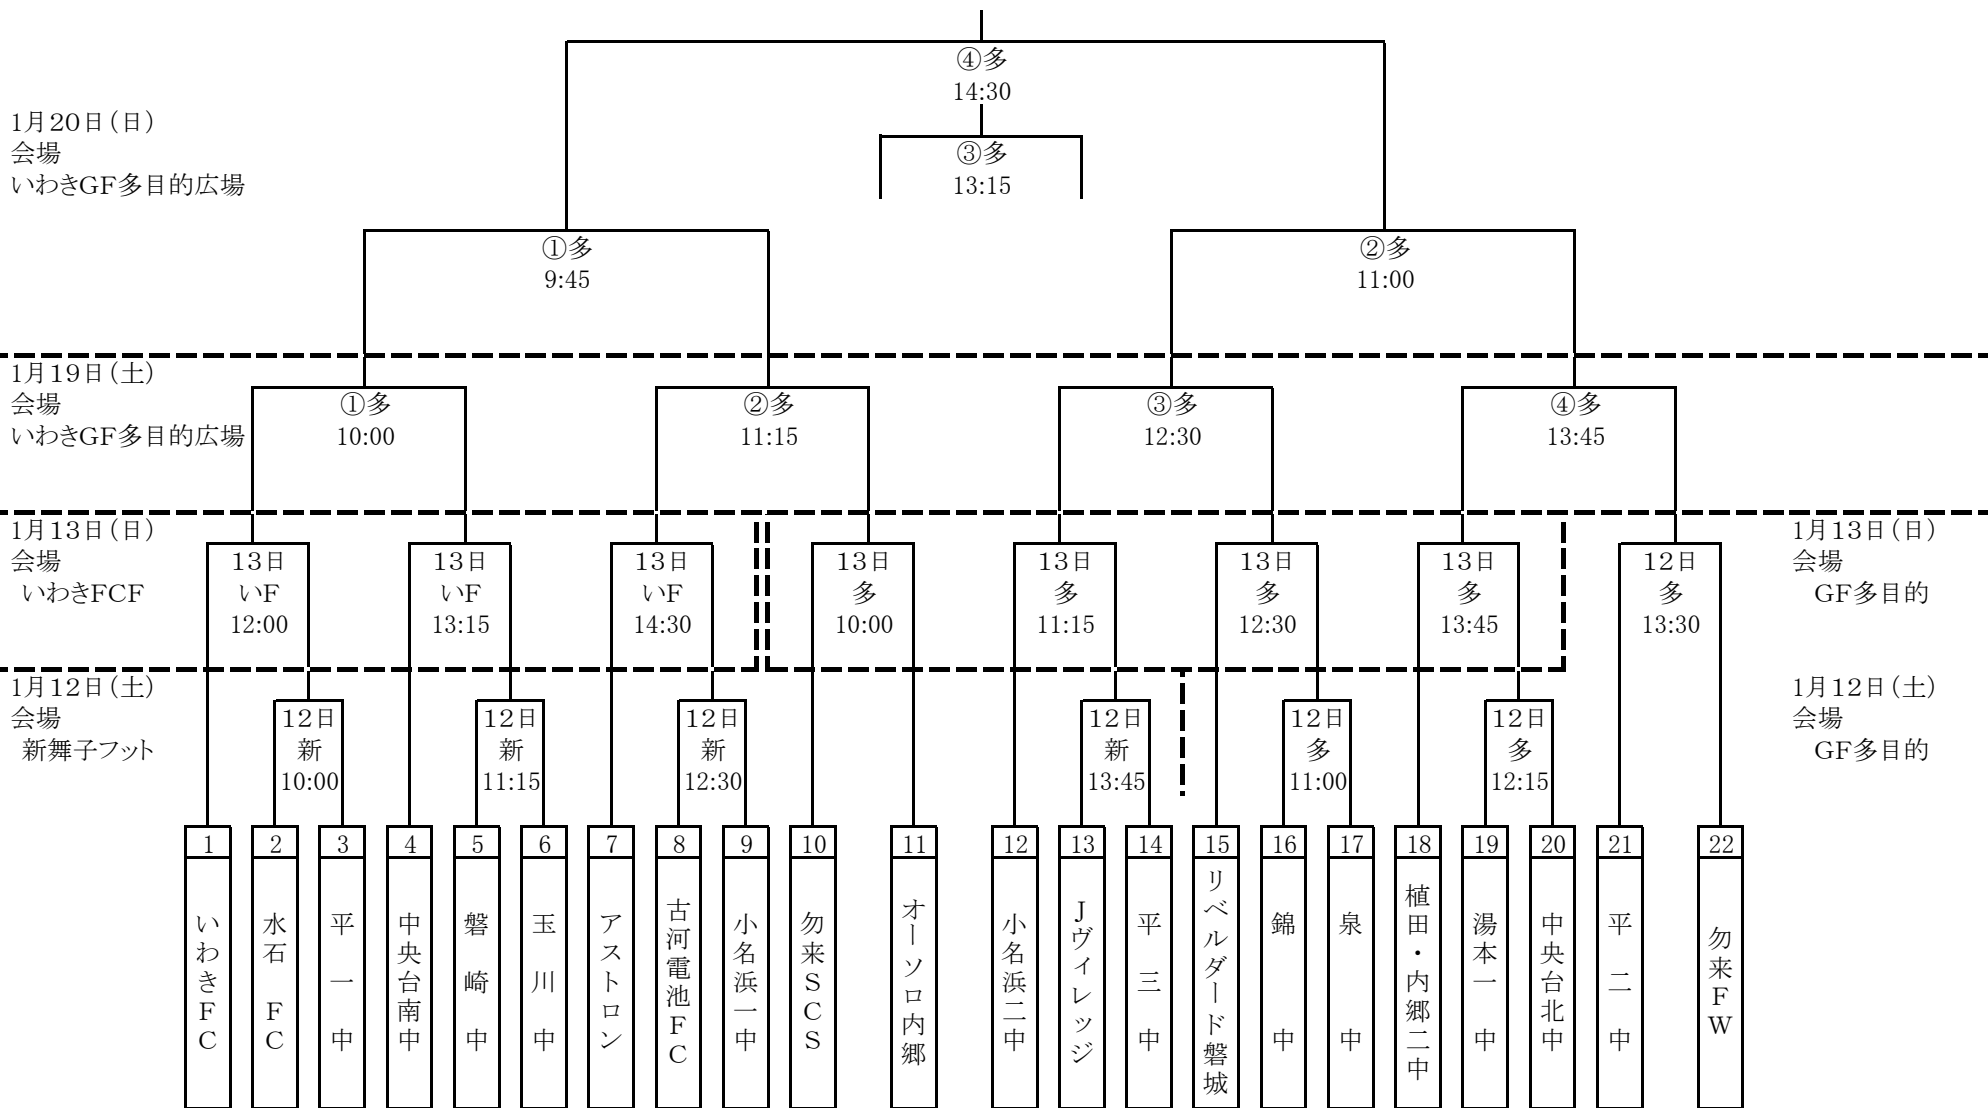 ④多
14:30
1月20日(日)
会場
いわきGF多目的広場
③多
13:15
①多
9:45
②多
11:00
1月19日(土)
会場
いわきGF多目的広場
①多
10:00
②多
11:15
③多
12:30
④多
13:45
1月13日(日)
会場
いわきFCF
13日
いF
12:00
13日
いF
13:15
13日
いF
14:30
13日
多
10:00
13日
多
11:15
13日
多
12:30
13日
多
13:45
12日
多
13:30
1月13日(日)
会場
GF多目的
1月12日(土)
会場
新舞子フット
12日
新
10:00
12日
新
11:15
12日
新
12:30
12日
新
13:45
12日
多
11:00
12日
多
12:15
1月12日(土)
会場
GF多目的
1
いわきFC
2
水石 FC
3
平一中
4
中央台南中
5
磐崎中
6
玉川中
7
アストロン
8
古河電池FC
9
小名浜一中
10
勿来SCS
11
オーソロ内郷
12
小名浜二中
13
Jヴィレッジ
14
平三中
15
リベルダード磐城
16
錦中
17
泉中
18
植田・内郷二中
19
湯本一中
20
中央台北中
21
平二中
22
勿来FW